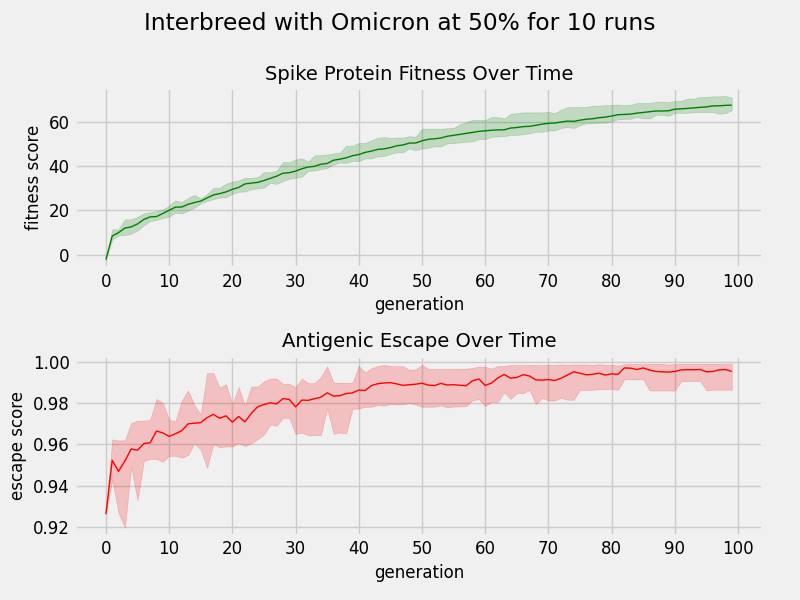 Interbreed with Omicron at 50% for 10 runs
Spike Protein Fitness Over Time
fitness score
60
40
20
0
0 10 20 30 40 50 60 70 80 90 100
generation
Antigenic Escape Over Time
escape score
1.00
0.98
0.96
0.94
0.92
0 10 20 30 40 50 60 70 80 90 100
generation